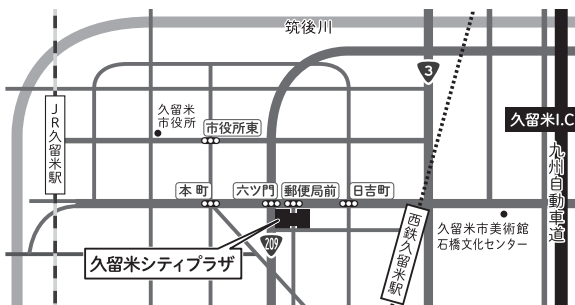 筑後川
3
久留米
市役所
市役所東
JR久留米駅
久留米I.C
九州自動車道
本町
六ツ門
郵便局前
日吉町
209
西鉄久留米駅
久留米市美術館
石橋文化センター
久留米シティプラザ